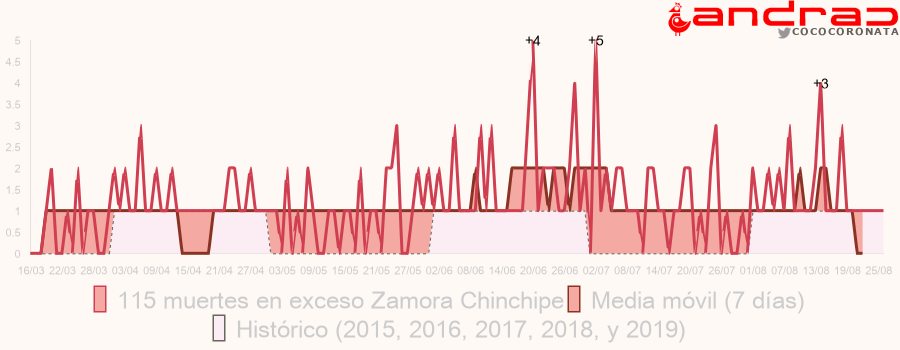 andrab
COCOCORONATA
+4
+5
+3
5
4.5
4
3.5
3
2.5
2
1.5
1
0.5
0
16/03 22/03 28/03 03/04 09/04 15/04 21/04 27/04 03/05 09/05 15/05 21/05 27/05 02/06 08/06 14/06 20/06 26/06 02/07 08/07 14/07 20/07 26/07 01/08 07/08 13/08 19/08 25/08
115 muertes en exceso Zamora Chinchipe Media móvil (7 días)
Histórico (2015, 2016, 2017, 2018, y 2019)